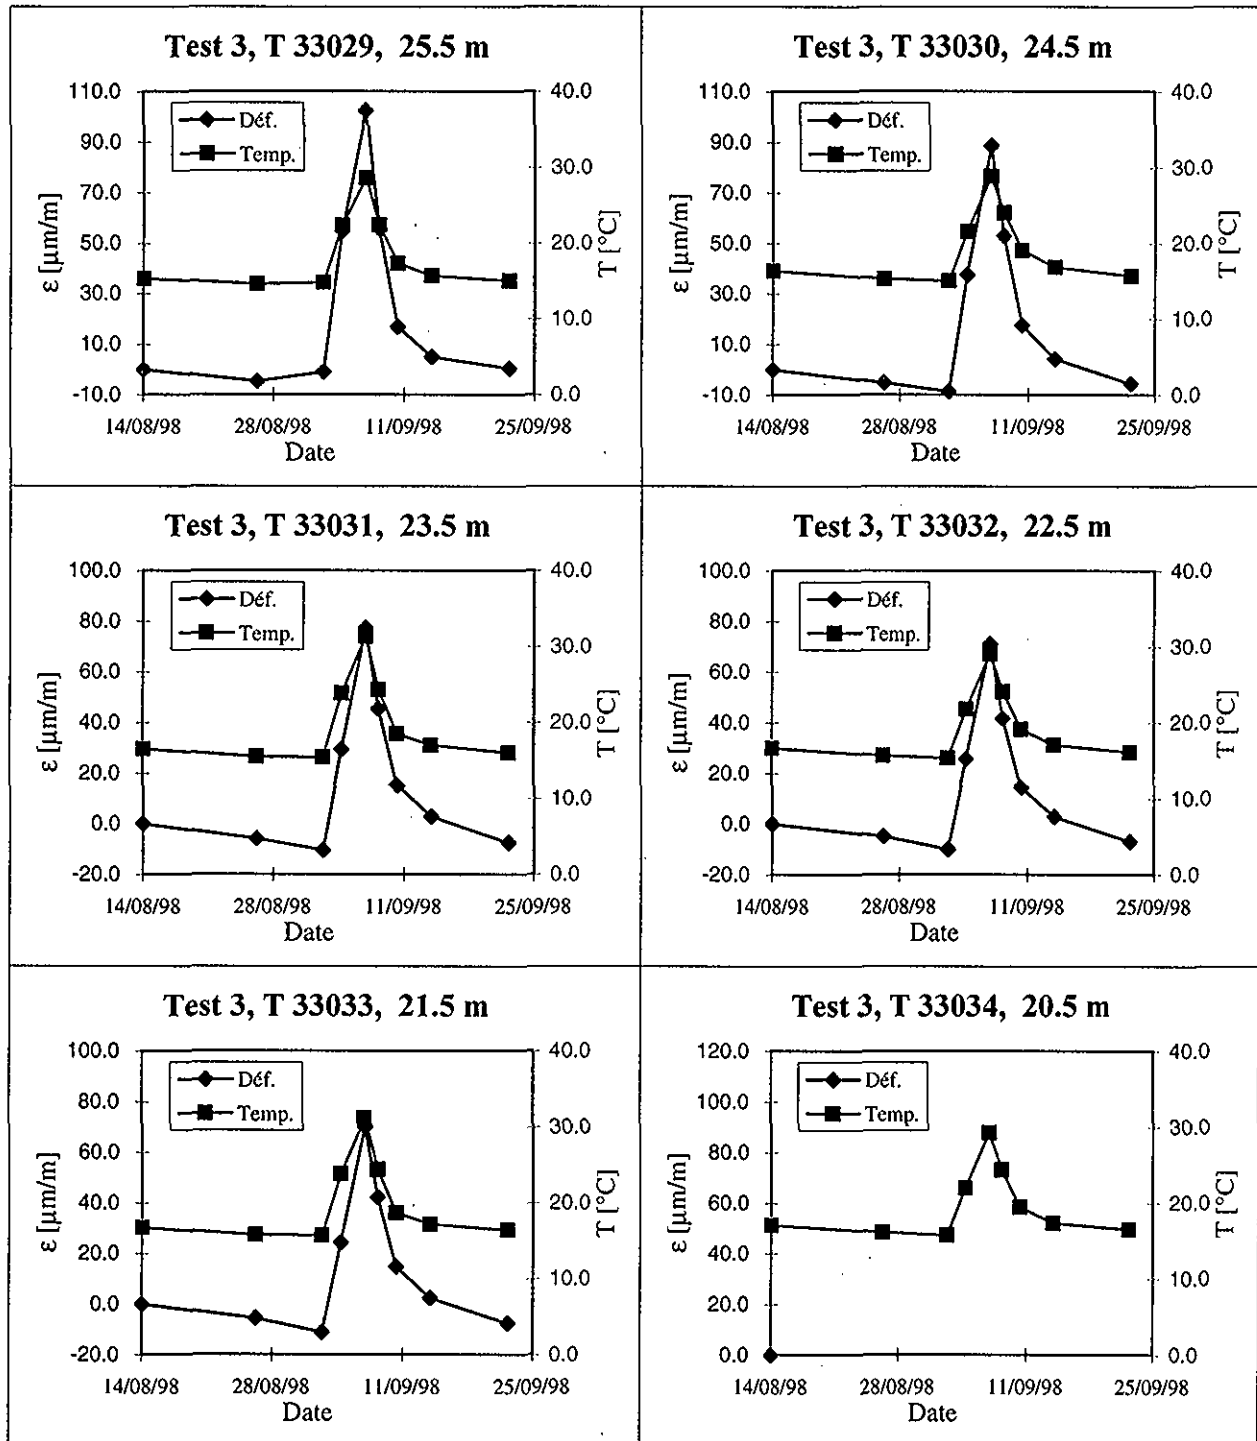 Test 3, T 33029, 25.5 m
110.0
90.0
70.0
50.0
30.0
10.0
-10.0
ε [µm/m]
Déf.
Temp.
40.0
30.0
20.0
10.0
0.0
T [°C]
14/08/98 28/08/98 11/09/98 25/09/98
Date
Test 3, T 33030, 24.5 m
110.0
90.0
70.0
50.0
30.0
10.0
-10.0
ε [µm/m]
Déf.
Temp.
40.0
30.0
20.0
10.0
0.0
T [°C]
14/08/98 28/08/98 11/09/98 25/09/98
Date
Test 3, T 33031, 23.5 m
100.0
80.0
60.0
40.0
20.0
0.0
-20.0
ε [µm/m]
Déf.
Temp.
40.0
30.0
20.0
10.0
0.0
T [°C]
14/08/98 28/08/98 11/09/98 25/09/98
Date
Test 3, T 33032, 22.5 m
100.0
80.0
60.0
40.0
20.0
0.0
-20.0
ε [µm/m]
Déf.
Temp.
40.0
30.0
20.0
10.0
0.0
T [°C]
14/08/98 28/08/98 11/09/98 25/09/98
Date
Test 3, T 33033, 21.5 m
100.0
80.0
60.0
40.0
20.0
0.0
-20.0
ε [µm/m]
Déf.
Temp.
40.0
30.0
20.0
10.0
0.0
T [°C]
14/08/98 28/08/98 11/09/98 25/09/98
Date
Test 3, T 33034, 20.5 m
120.0
100.0
80.0
60.0
40.0
20.0
0.0
ε [µm/m]
Déf.
Temp.
40.0
30.0
20.0
10.0
0.0
T [°C]
14/08/98 28/08/98 11/09/98 25/09/98
Date